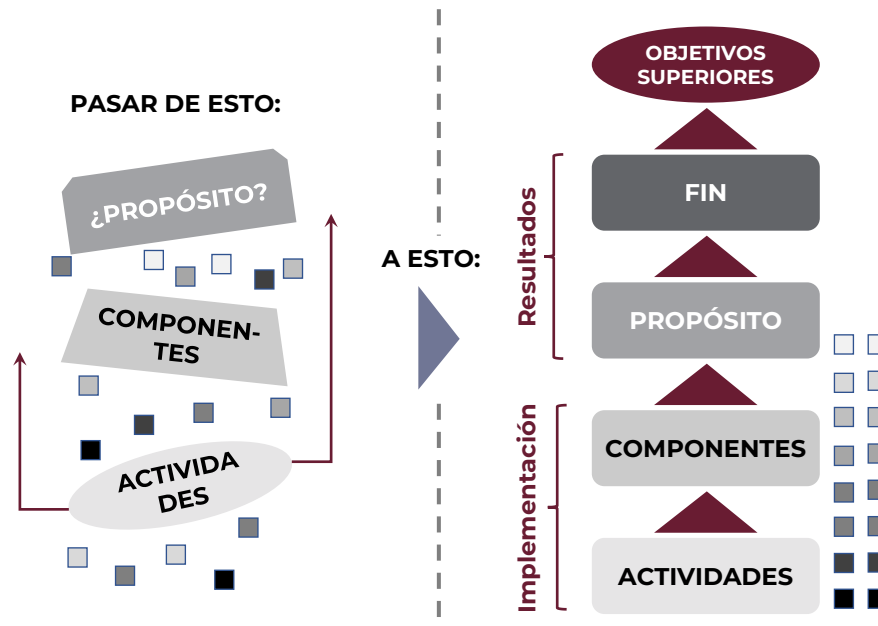 PASAR DE ESTO:
¿PROPÓSITO?
COMPONEN-
TES
ACTIVIDA
DES
A ESTO:
OBJETIVOS
SUPERIORES
Resultados
FIN
PROPÓSITO
Implementación
COMPONENTES
ACTIVIDADES